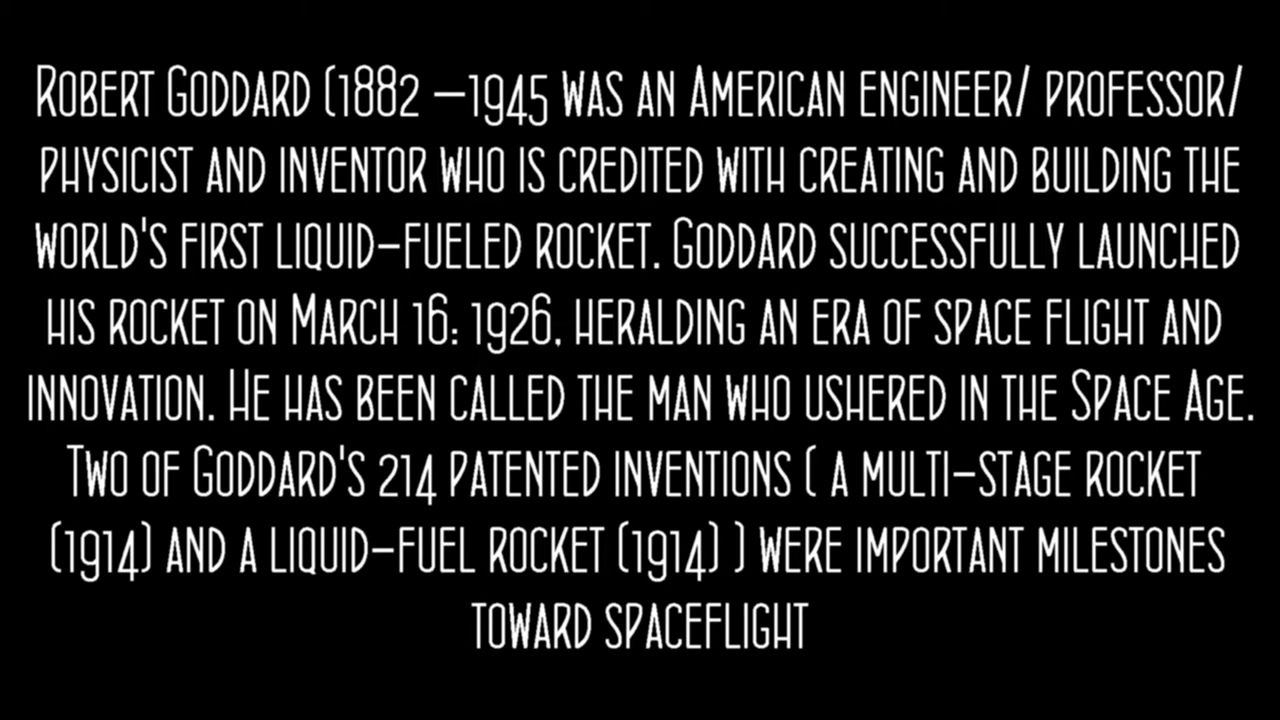 Robert Goddard (1882 –1945 was an American engineer/ professor/
physicist and inventor who is credited with creating and building the
world's first liquid-fueled rocket. Goddard successfully launched
his rocket on March 16: 1926, heralding an era of space flight and
innovation. He has been called the man who ushered in the Space Age.
Two of Goddard's 214 patented inventions ( a multi-stage rocket
(1914) and a liquid-fuel rocket (1914) ) were important milestones
toward spaceflight